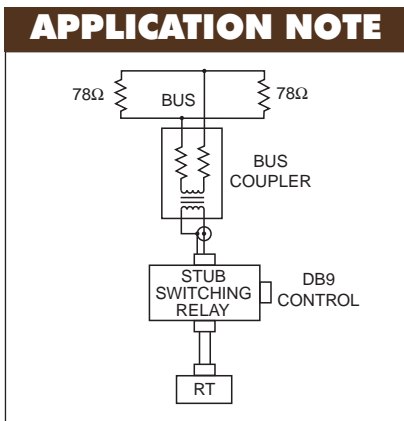 APPLICATION NOTE
78Ω
BUS
78Ω
BUS
COUPLER
STUB
SWITCHING
RELAY
DB9
CONTROL
RT